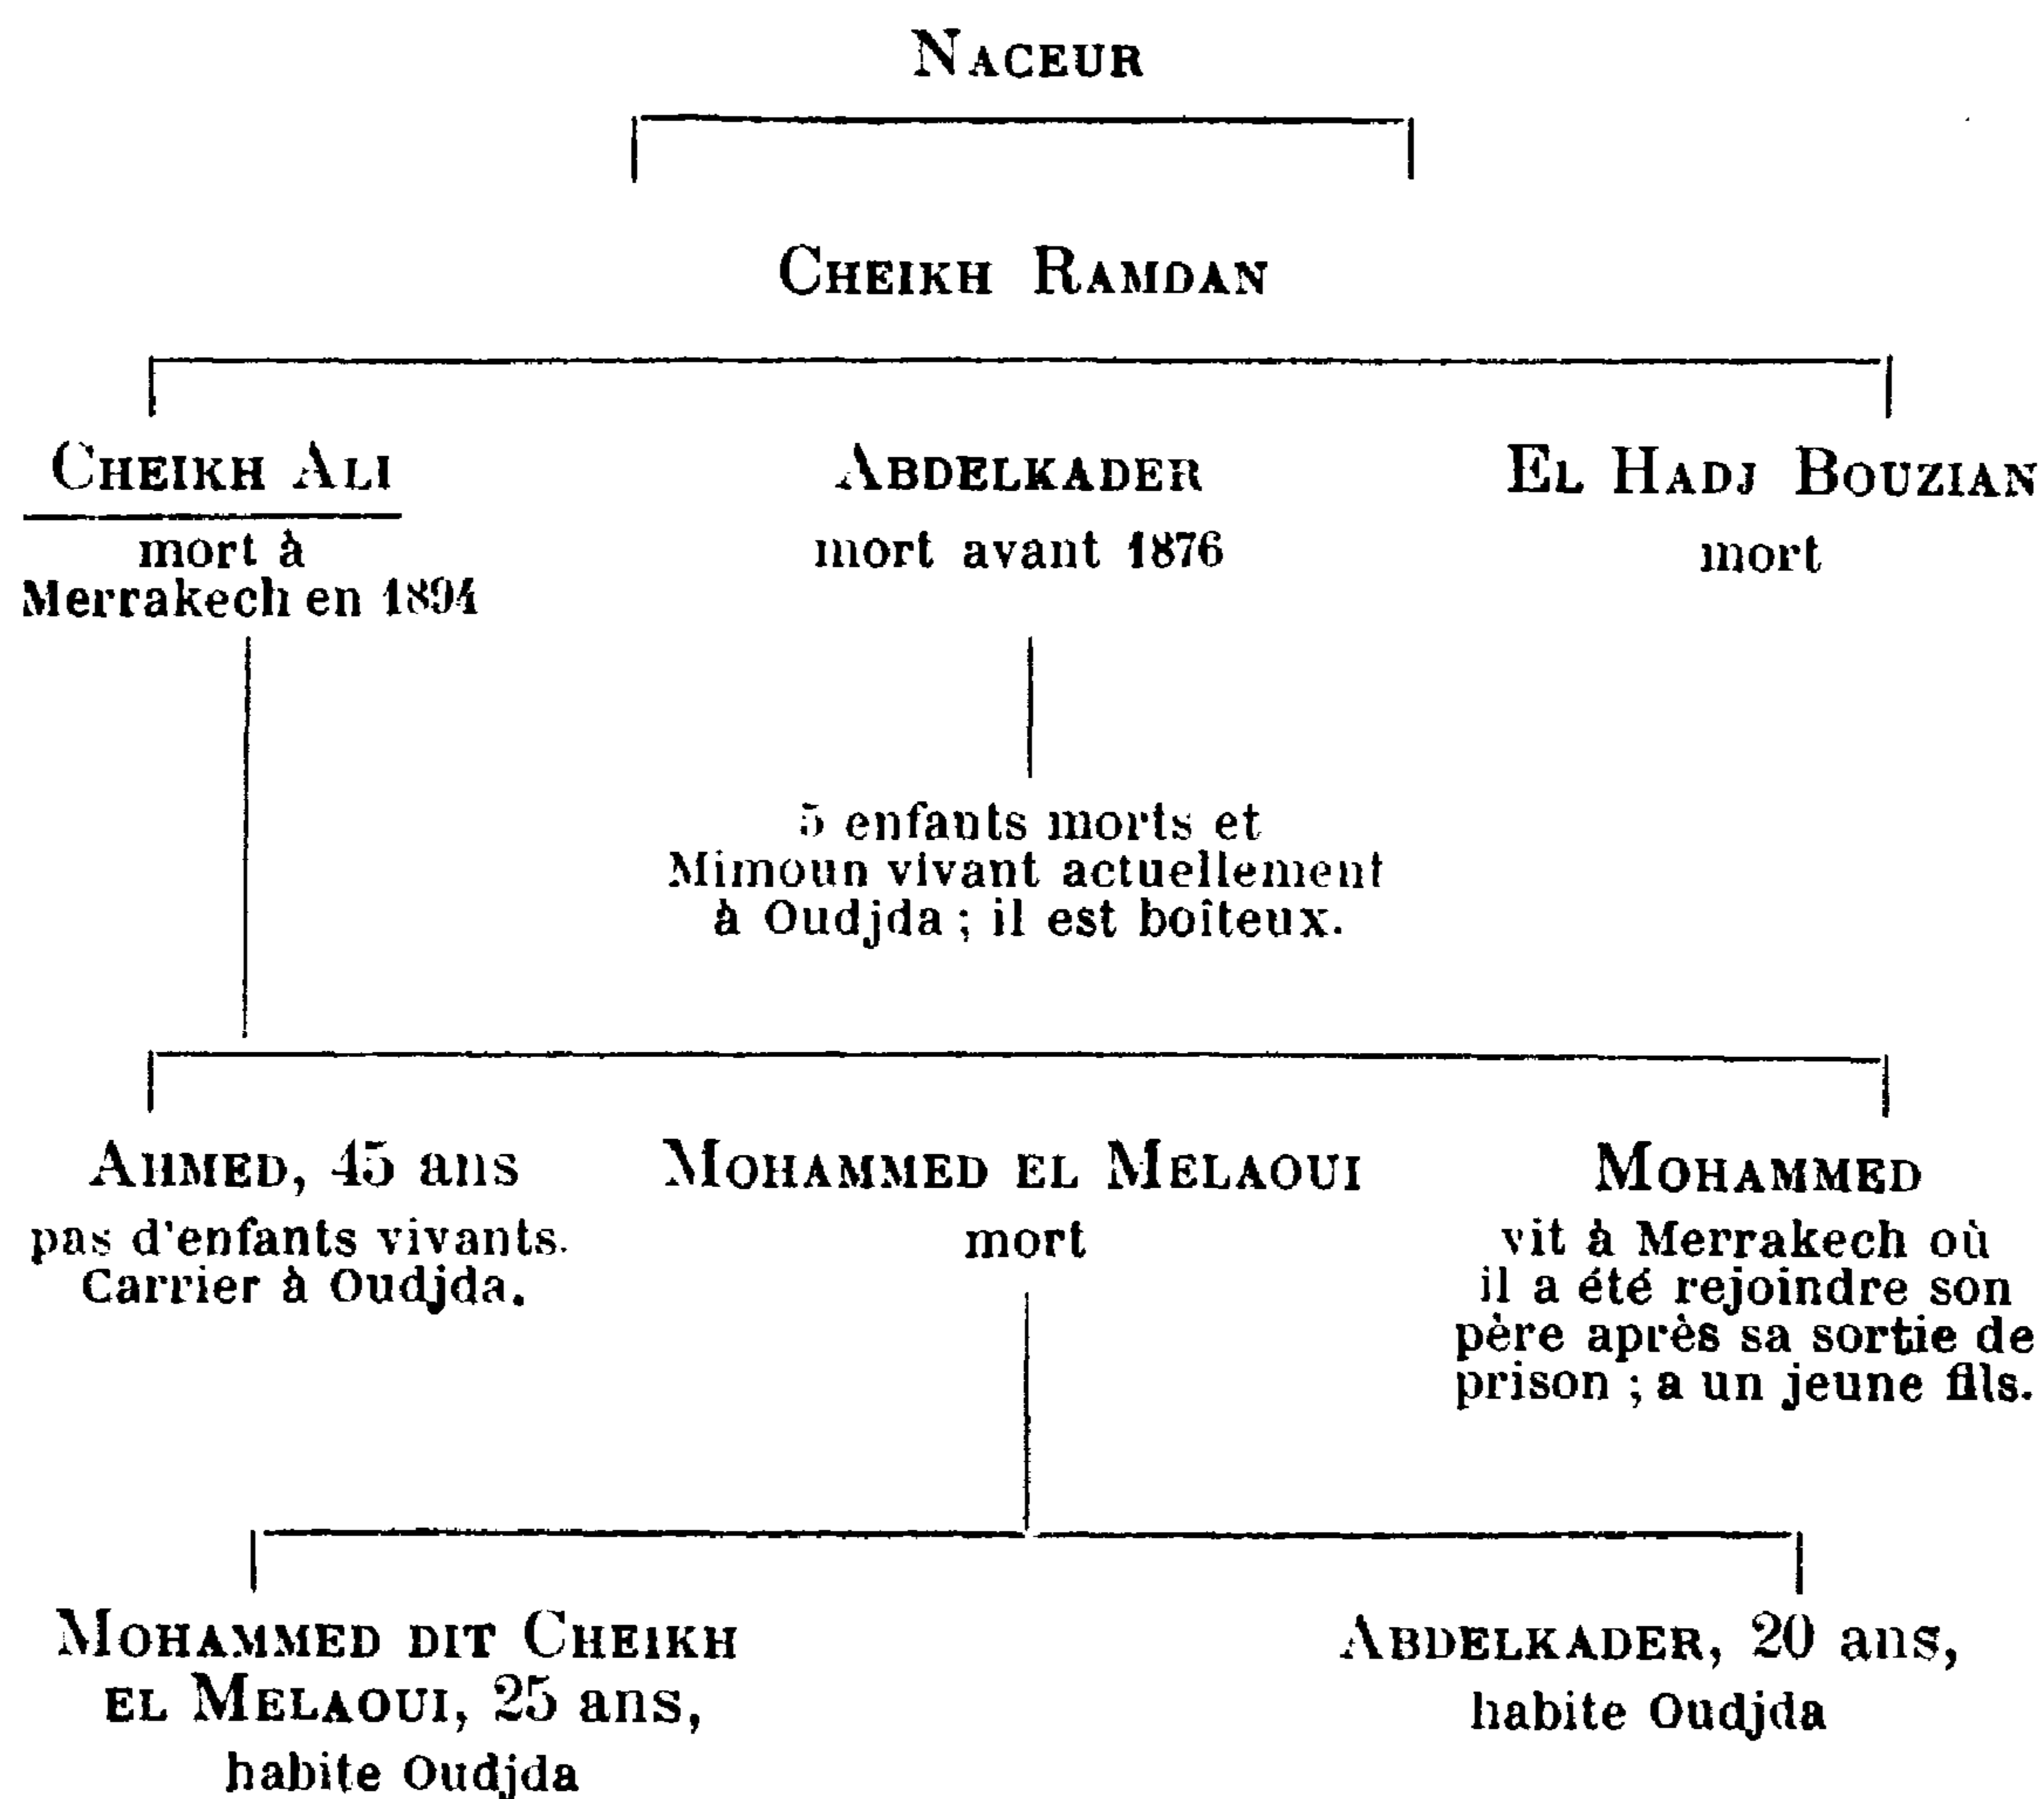 NACEUR
CHEIKH RAMDAN
CHEIKH ALI
mort à
Merrakech en 1894
ABDELKADER
mort avant 1876
EL HADJ BOUZIAN
mort
5 enfants morts et
Mimoun vivant actuellement
à Oudjda ; il est boîteux.
AHMED, 45 ans
pas d'enfants vivants.
Carrier à Oudjda.
MOHAMMED EL MELAOUI
mort
MOHAMMED
vit à Merrakech où
il a été rejoindre son
père après sa sortie de
prison ; a un jeune fils.
MOHAMMED DIT CHEIKH
EL MELAOUI, 25 ans,
habite Oudjda
ABDELKADER, 20 ans,
habite Oudjda